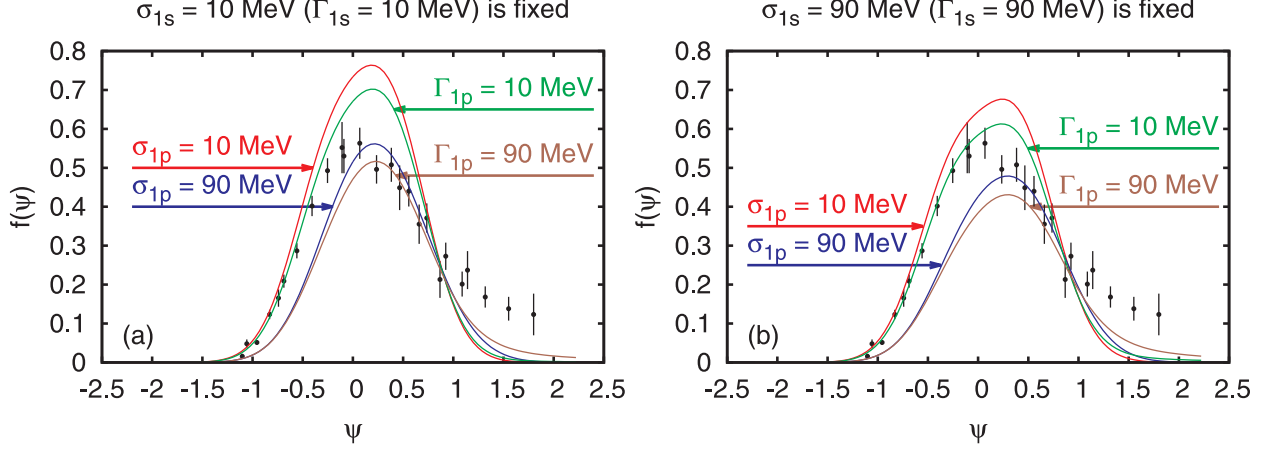 σ1s = 10 MeV (Γ1s = 10 MeV) is fixed
0.8
0.7
0.6
0.5
0.4
0.3
0.2
0.1
0
f(ψ)
Γ1p = 10 MeV
σ1p = 10 MeV
Γ1p = 90 MeV
σ1p = 90 MeV
(a)
-2.5 -2 -1.5 -1 -0.5 0 0.5 1 1.5 2 2.5
ψ
σ1s = 90 MeV (Γ1s = 90 MeV) is fixed
0.8
0.7
0.6
0.5
0.4
0.3
0.2
0.1
0
f(ψ)
Γ1p = 10 MeV
Γ1p = 90 MeV
σ1p = 10 MeV
σ1p = 90 MeV
(b)
-2.5 -2 -1.5 -1 -0.5 0 0.5 1 1.5 2 2.5
ψ